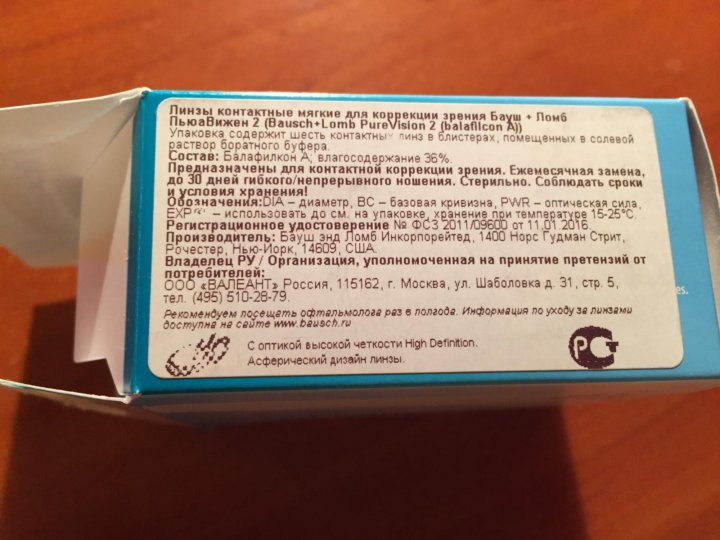 Линзы контактные мягкие для коррекции зрения Бауш + Ломб
ПьюаВижен 2 (Bausch+Lomb PureVision 2 (balafilcon A))
Упаковка содержит шесть контактных линз в блистерах, помещенных в солевой
раствор боратного буфера.
Состав: Балафилкон А; влагосодержание 36%.
Предназначены для контактной коррекции зрения. Ежемесячная замена,
до 30 дней гибкого/непрерывного ношения. Стерильно. Соблюдать сроки
и условия хранения!
Обозначения:DIA – диаметр, BC – базовая кривизна, PWR – оптическая сила,
EXP – использовать до см. на упаковке, хранение при температуре 15-25°С.
Регистрационное удостоверение № ФСЗ 2011/09600 от 11.01.2016.
Производитель: Бауш энд Ломб Инкорпорейтед, 1400 Норс Гудман Стрит,
Рочестер, Нью-Йорк, 14609, США.
Владелец РУ / Организация, уполномоченная на принятие претензий от
потребителей:
ООО «ВАЛЕАНТ» Россия, 115162, г. Москва, ул. Шаболовка д. 31, стр. 5,
тел. (495) 510-28-79.
Рекомендуем посещать офтальмолога раз в полгода. Информация по уходу за линзами
доступна на сайте www.bausch.ru
С оптикой высокой четкости High Definition.
Асферический дизайн линзы.
РСТ
es.